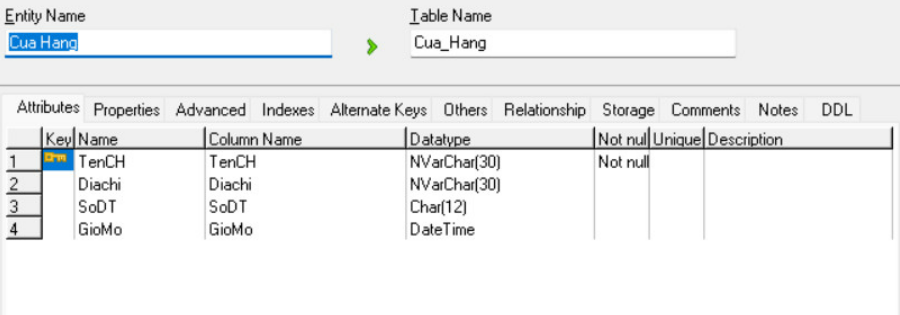 Entity Name Table Name
Cua Hang Cua_Hang
Attributes Properties Advanced Indexes Alternate Keys Others Relationship Storage Comments Notes DDL
Key Name Column Name Datatype Not nul Unique Description
1 TenCH TenCH NVarChar(30) Not null
2 Diachi Diachi NVarChar(30)
3 SoDT SoDT Char(12)
4 GioMo GioMo DateTime